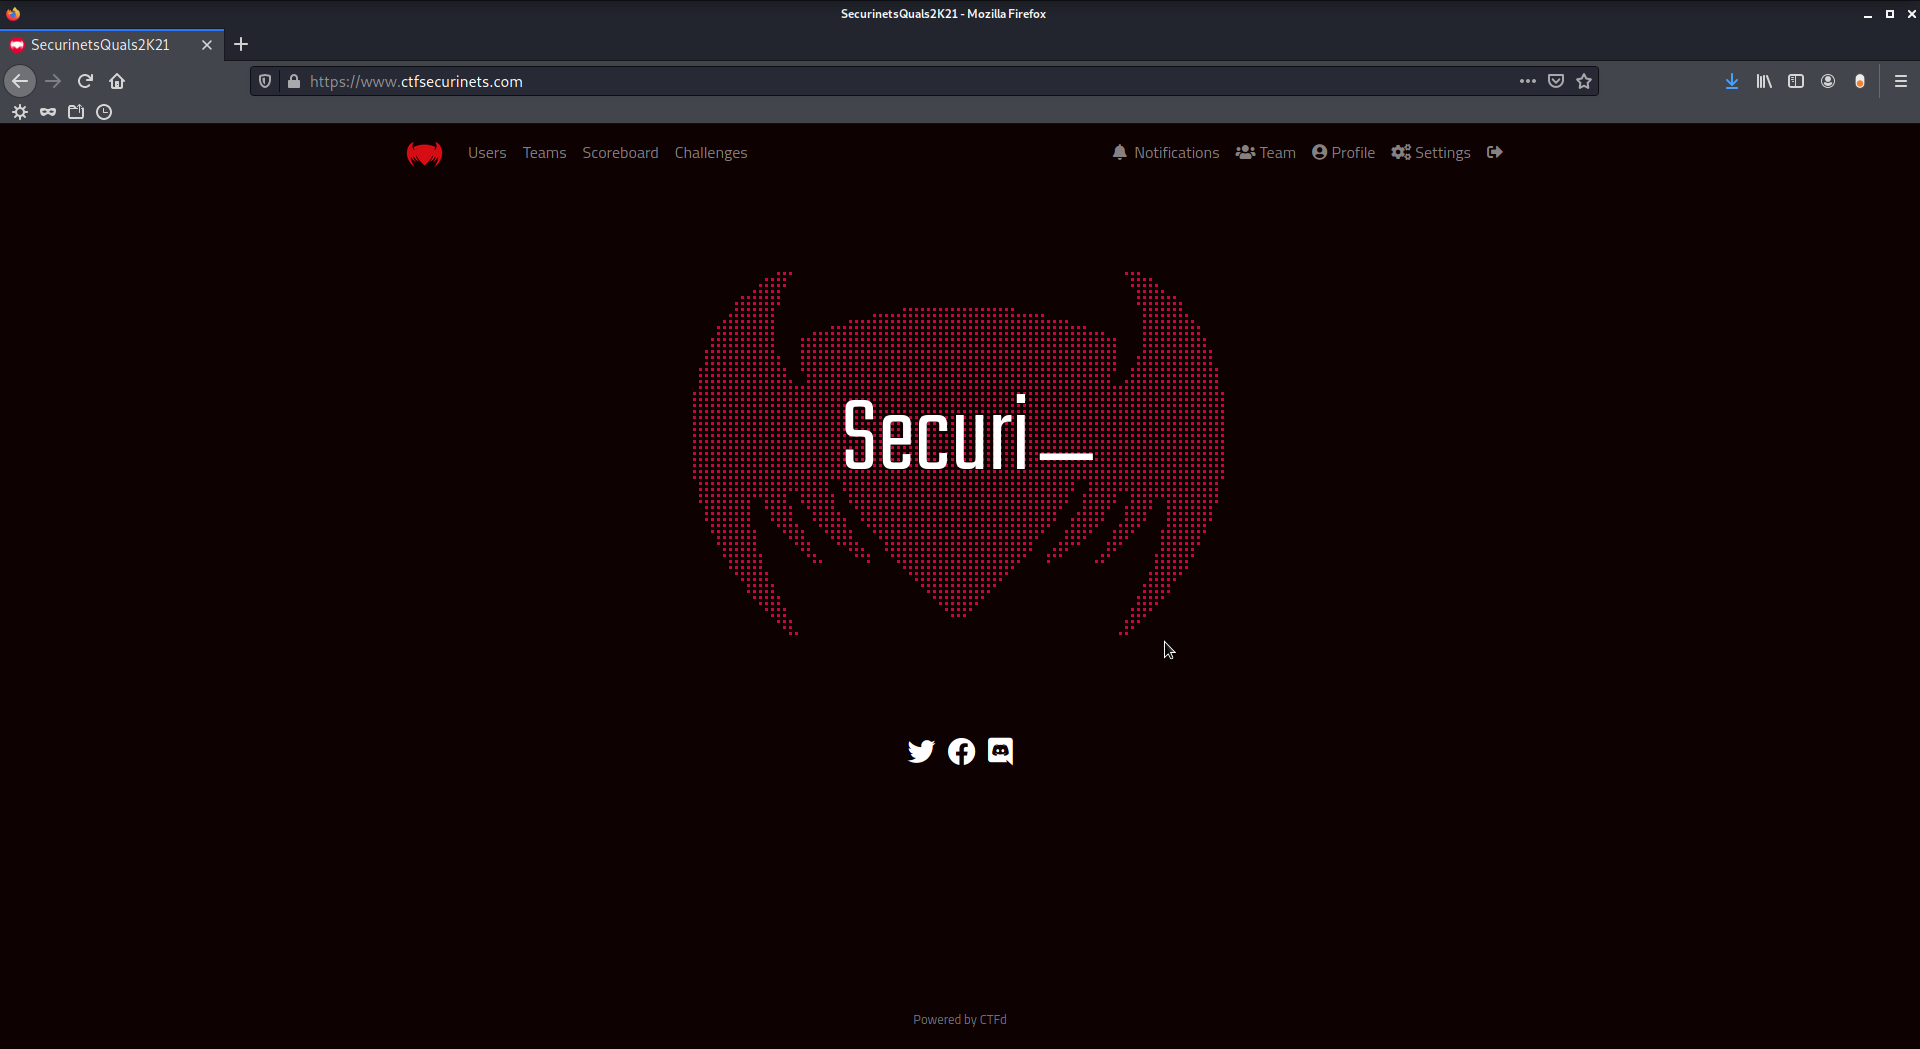 SecurinetsQuals2K21 - Mozilla Firefox
SecurinetsQuals2K21
https://www.ctfsecurinets.com
Users Teams Scoreboard Challenges Notifications Team Profile Settings
Securi_
Powered by CTFd